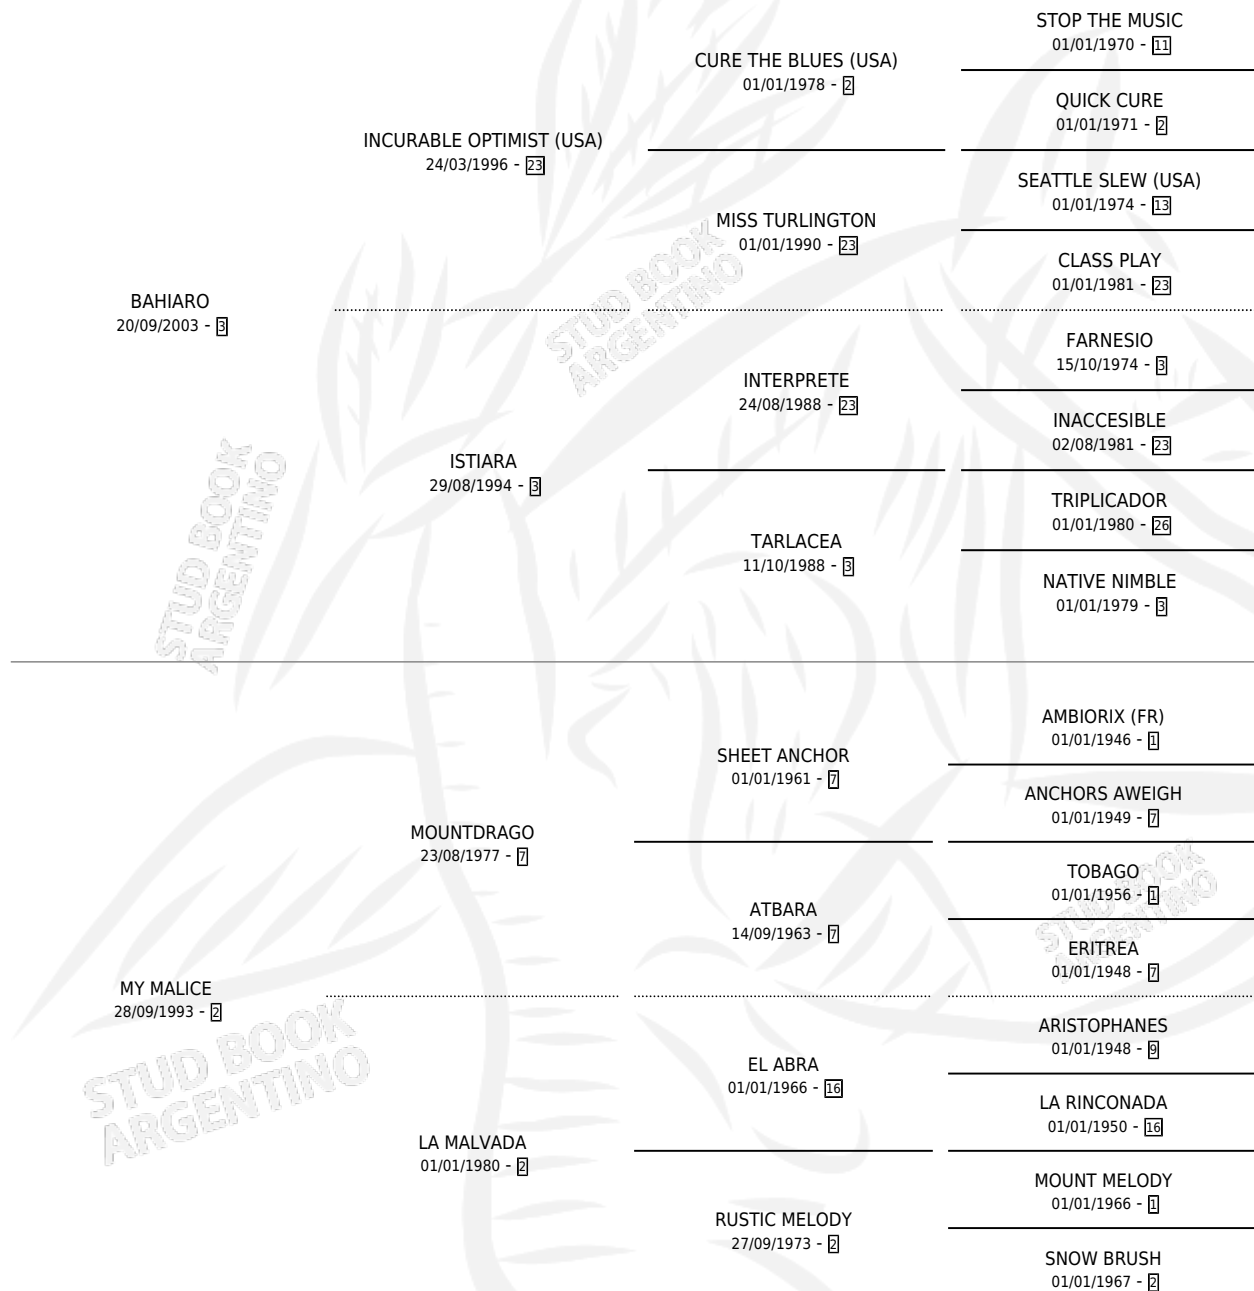 STOP THE MUSIC
01/01/1970 - 11
CURE THE BLUES (USA)
01/01/1978 - 2
QUICK CURE
01/01/1971 - 2
INCURABLE OPTIMIST (USA)
24/03/1996 - 23
SEATTLE SLEW (USA)
01/01/1974 - 13
MISS TURLINGTON
01/01/1990 - 23
CLASS PLAY
01/01/1981 - 23
BAHIARO
20/09/2003 - 3
FARNESIO
15/10/1974 - 3
INTERPRETE
24/08/1988 - 23
INACCESIBLE
02/08/1981 - 23
ISTIARA
29/08/1994 - 3
TRIPLICADOR
01/01/1980 - 26
TARLACEA
11/10/1988 - 3
NATIVE NIMBLE
01/01/1979 - 3
AMBIORIX (FR)
01/01/1946 - 1
SHEET ANCHOR
01/01/1961 - 7
ANCHORS AWEIGH
01/01/1949 - 7
MOUNTDRAGO
23/08/1977 - 7
TOBAGO
01/01/1956 - 1
ATBARA
14/09/1963 - 7
ERITREA
01/01/1948 - 7
MY MALICE
28/09/1993 - 2
ARISTOPHANES
01/01/1948 - 9
EL ABRA
01/01/1966 - 16
LA RINCONADA
01/01/1950 - 16
LA MALVADA
01/01/1980 - 2
MOUNT MELODY
01/01/1966 - 1
RUSTIC MELODY
27/09/1973 - 2
SNOW BRUSH
01/01/1967 - 2
STUD BOOK
ARGENTINO
STUD BOOK
ARGENTINO
STUD BOOK
ARGENTINO
STUD BOOK
ARGENTINO